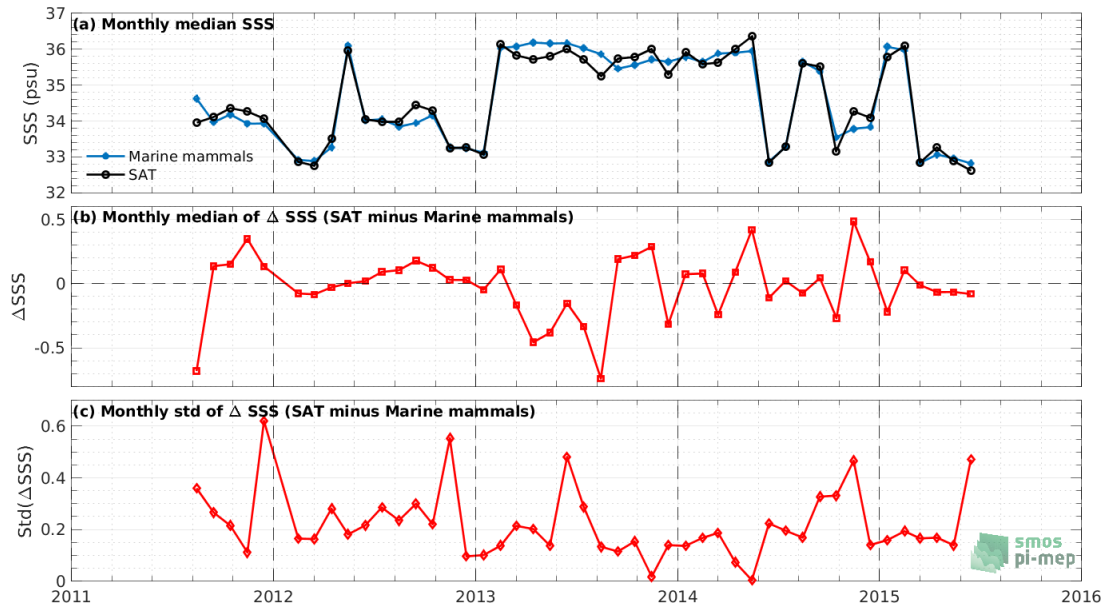 (a) Monthly median SSS
37
36
35
34
33
32
SSS (psu)
Marine mammals
SAT
(b) Monthly median of Δ SSS (SAT minus Marine mammals)
0.5
0
-0.5
ΔSSS
(c) Monthly std of Δ SSS (SAT minus Marine mammals)
0.6
0.4
0.2
0
Std(ΔSSS)
smos
pi-mep
2011 2012 2013 2014 2015 2016